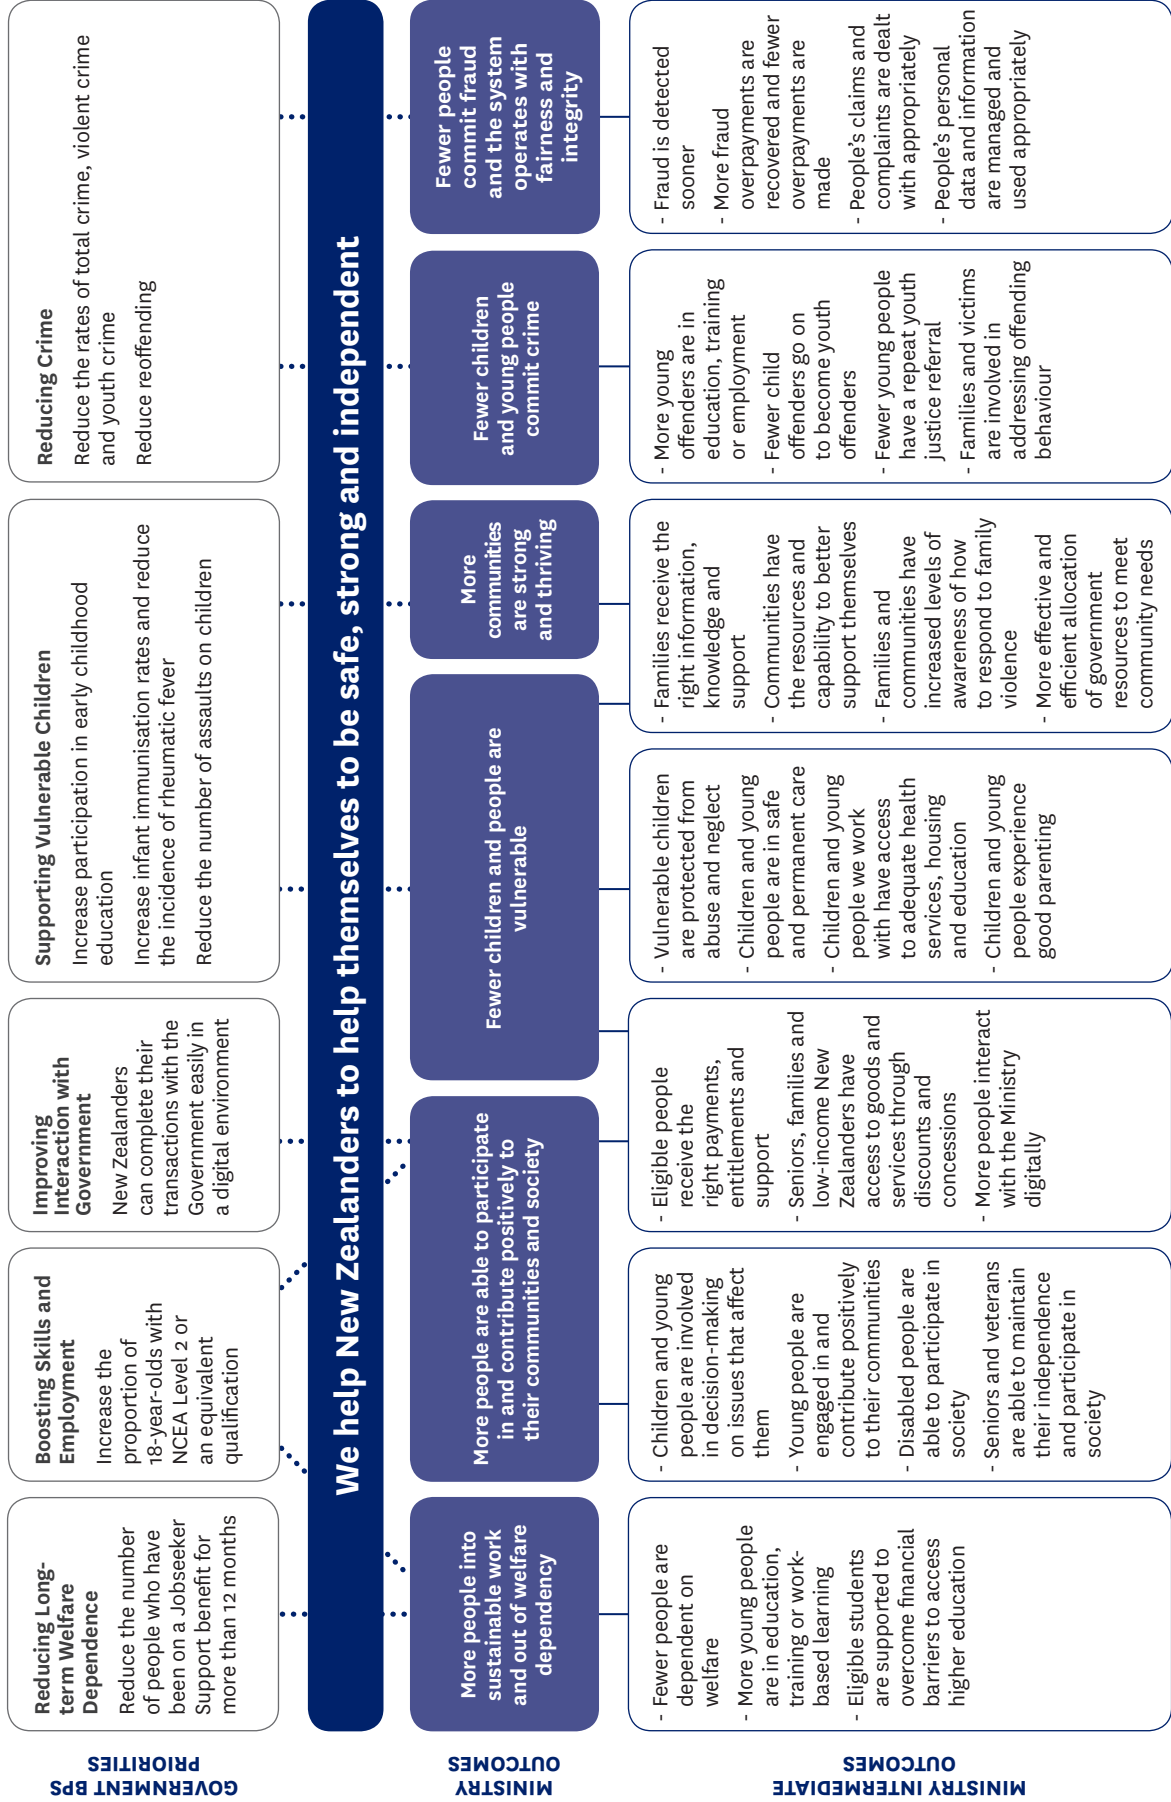 GOVERNMENT BPS
PRIORITIES
Reducing Long-
term Welfare
Dependence
Reduce the number
of people who have
been on a Jobseeker
Support benefit for
more than 12 months
Boosting Skills and
Employment
Increase the
proportion of
18-year-olds with
NCEA Level 2 or
an equivalent
qualification
Improving
Interaction with
Government
New Zealanders
can complete their
transactions with the
Government easily in
a digital environment
Supporting Vulnerable Children
Increase participation in early childhood
education
Increase infant immunisation rates and reduce
the incidence of rheumatic fever
Reduce the number of assaults on children
Reducing Crime
Reduce the rates of total crime, violent crime
and youth crime
Reduce reoffending
We help New Zealanders to help themselves to be safe, strong and independent
MINISTRY
OUTCOMES
More people into
sustainable work
and out of welfare
dependency
More people are able to participate
in and contribute positively to
their communities and society
Fewer children and people are
vulnerable
More
communities
are strong
and thriving
Fewer children
and young people
commit crime
Fewer people
commit fraud
and the system
operates with
fairness and
integrity
MINISTRY INTERMEDIATE
OUTCOMES
- Fewer people are
dependent on
welfare
- More young people
are in education,
training or work-
based learning
- Eligible students
are supported to
overcome financial
barriers to access
higher education
- Children and young
people are involved
in decision-making
on issues that affect
them
- Young people are
engaged in and
contribute positively
to their communities
- Disabled people are
able to participate in
society
- Seniors and veterans
are able to maintain
their independence
and participate in
society
- Eligible people
receive the
right payments,
entitlements and
support
- Seniors, families and
low-income New
Zealanders have
access to goods and
services through
discounts and
concessions
- More people interact
with the Ministry
digitally
- Vulnerable children
are protected from
abuse and neglect
- Children and young
people are in safe
and permanent care
- Children and young
people we work
with have access
to adequate health
services, housing
and education
- Children and young
people experience
good parenting
- Families receive the
right information,
knowledge and
support
- Communities have
the resources and
capability to better
support themselves
- Families and
communities have
increased levels of
awareness of how
to respond to family
violence
- More effective and
efficient allocation
of government
resources to meet
community needs
- More young
offenders are in
education, training
or employment
- Fewer child
offenders go on
to become youth
offenders
- Fewer young people
have a repeat youth
justice referral
- Families and victims
are involved in
addressing offending
behaviour
- Fraud is detected
sooner
- More fraud
overpayments are
recovered and fewer
overpayments are
made
- People's claims and
complaints are dealt
with appropriately
- People's personal
data and information
are managed and
used appropriately